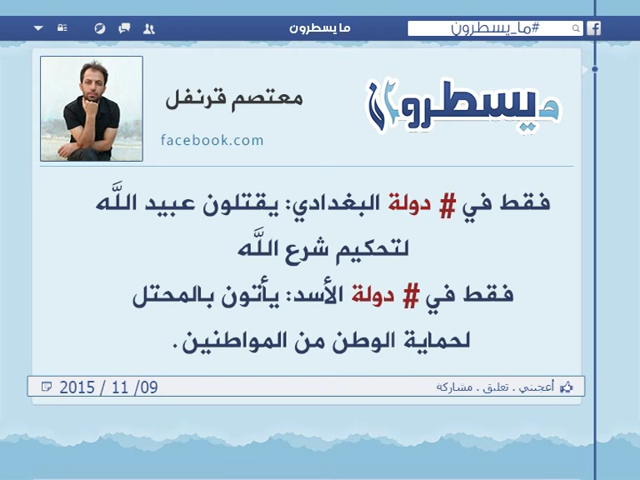 ما يسطرون
#ما_يسطرون
ما يسطرون
معتصم قرنفل
facebook.com
فقط في # دولة البغدادي: يقتلون عبيد اللَّه
لتحكيم شرع اللَّه
فقط في # دولة الأسد: يأتون بالمحتل
لحماية الوطن من المواطنين.
أعجبني . تعليق . مشاركة
2015 / 11 /09